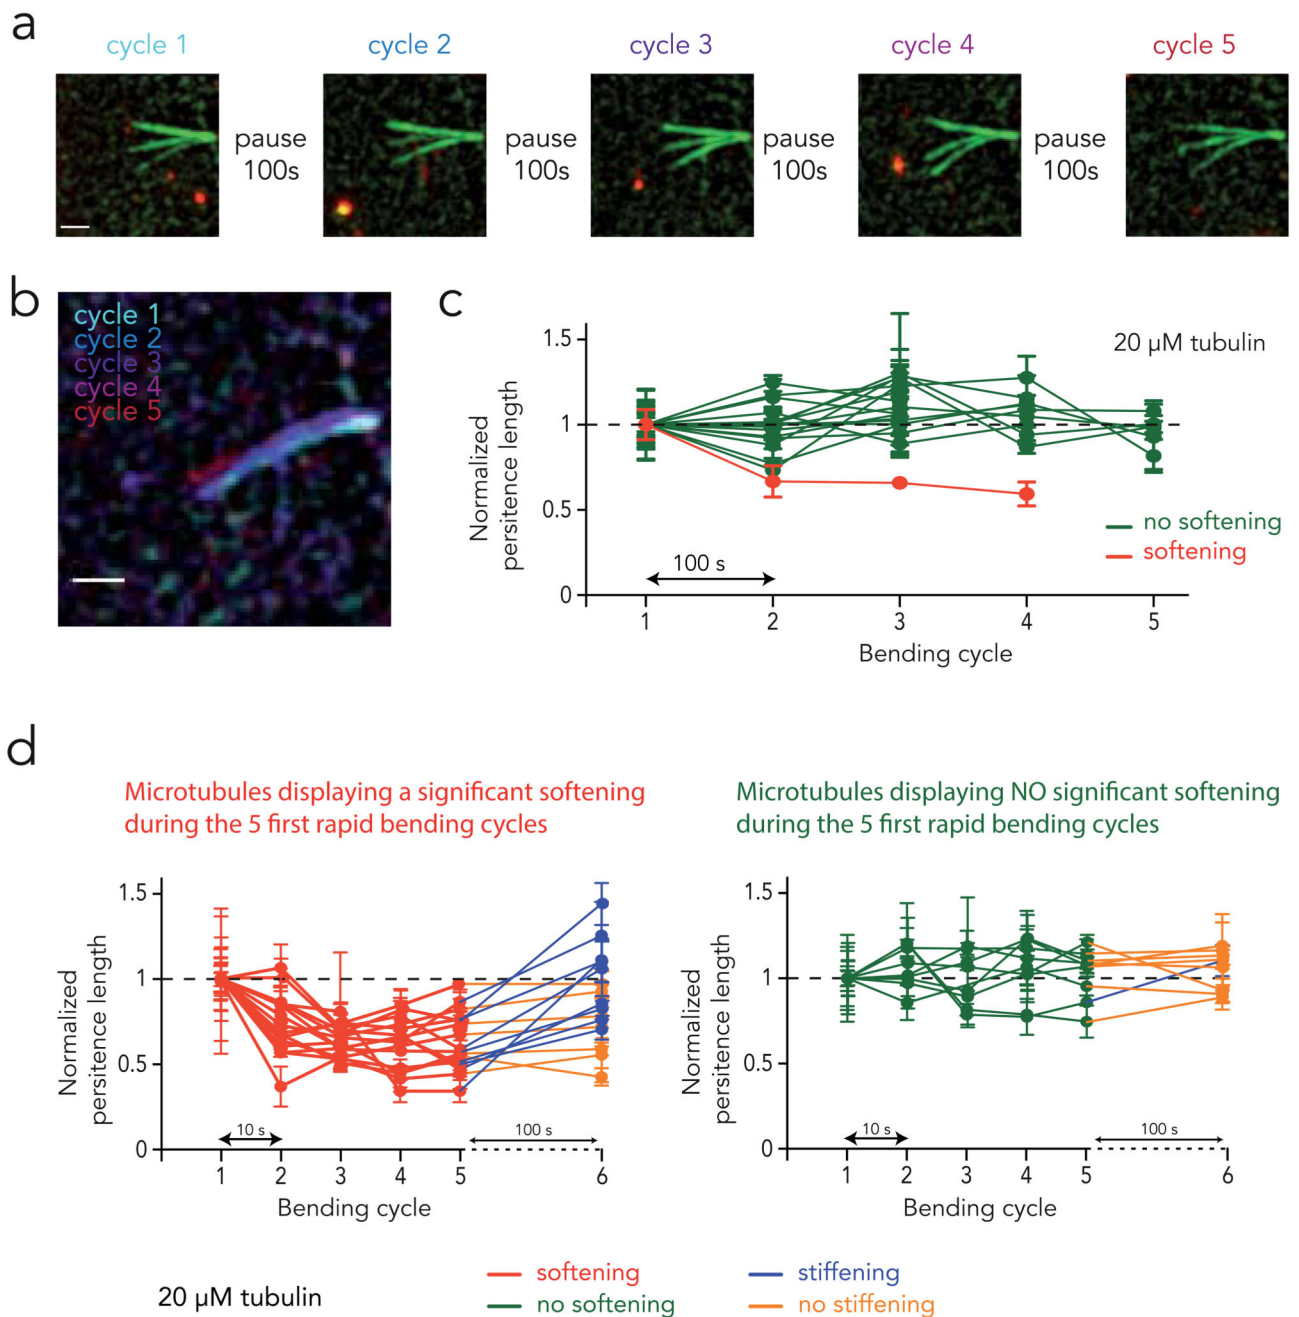 a
cycle 1
cycle 2
cycle 3
cycle 4
cycle 5
pause
100s
pause
100s
pause
100s
pause
100s
b
cycle 1
cycle 2
cycle 3
cycle 4
cycle 5
c
20 μM tubulin
Normalized
persitence length
1.5
1
0.5
0
100 s
no softening
softening
1 2 3 4 5
Bending cycle
d
Microtubules displaying a significant softening
during the 5 first rapid bending cycles
Normalized
persitence length
1.5
1
0.5
0
10 s
100 s
1 2 3 4 5 6
Bending cycle
Microtubules displaying NO significant softening
during the 5 first rapid bending cycles
Normalized
persitence length
1.5
1
0.5
0
10 s
100 s
1 2 3 4 5 6
Bending cycle
20 μM tubulin
softening
no softening
stiffening
no stiffening